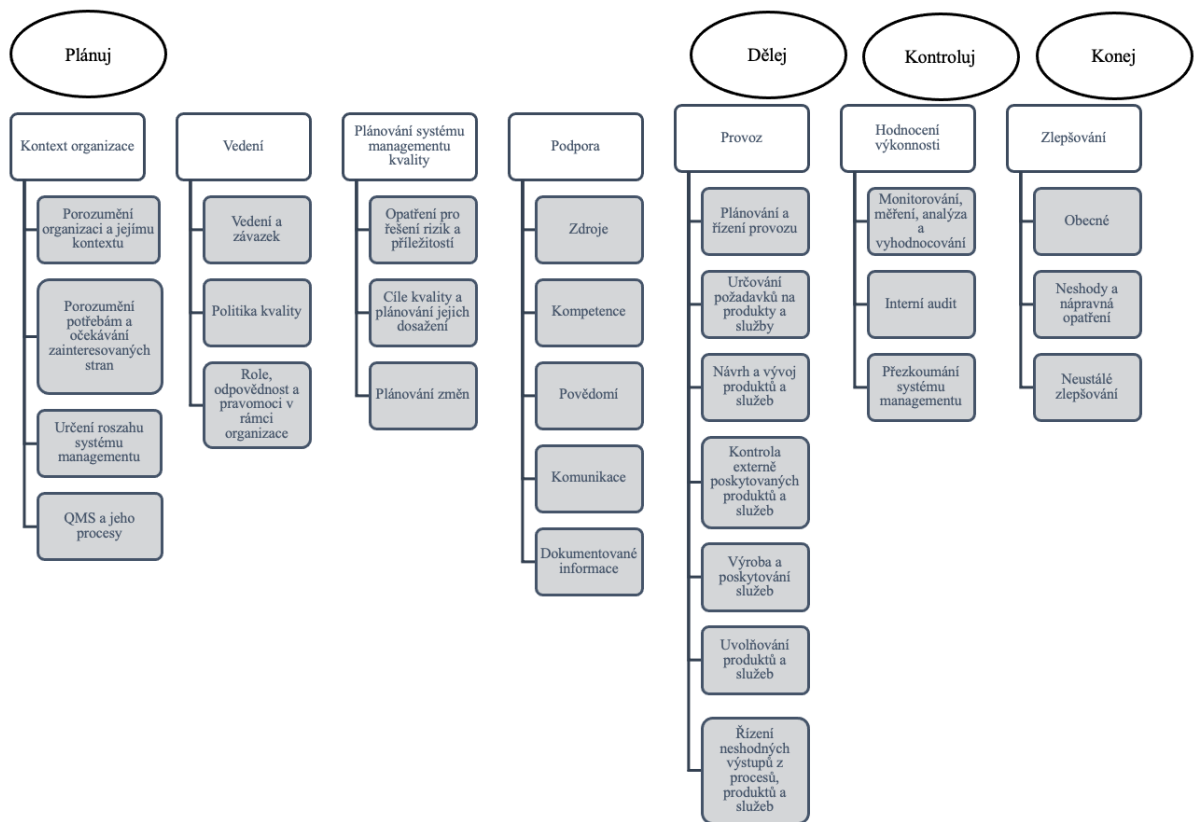 Plánuj
Dělej
Kontroluj
Konej
Kontext organizace
Porozumění
organizaci a jejímu
kontextu
Porozumění
potřebám a
očekávání
zainteresovaných
stran
Určení roszahu
systému
managementu
QMS a jeho
procesy
Vedení
Vedení a
závazek
Politika kvality
Role,
odpovědnost a
pravomoci v
rámci
organizace
Plánování systému
managementu
kvality
Opatření pro
řešení rizik a
příležitostí
Cíle kvality a
plánování jejich
dosažení
Plánování změn
Podpora
Zdroje
Kompetence
Povědomí
Komunikace
Dokumentované
informace
Provoz
Plánování a
řízení provozu
Určování
požadavků na
produkty a
služby
Návrh a vývoj
produktů a
služeb
Kontrola
externě
poskytovaných
produktů a
služeb
Výroba a
poskytování
služeb
Uvolňování
produktů a
služeb
Řízení
neshodných
výstupů z
procesů,
produktů a
služeb
Hodnocení
výkonnosti
Monitorování,
měření, analýza
a
vyhodnocování
Interní audit
Přezkoumání
systému
managementu
Zlepšování
Obecné
Neshody a
nápravná
opatření
Neustálé
zlepšování